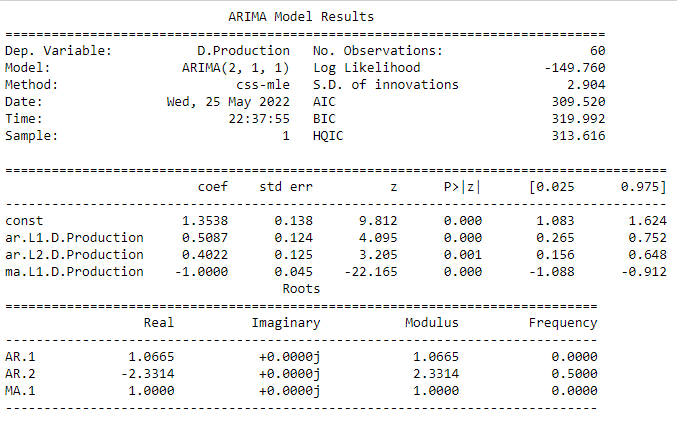 ARIMA Model Results
==============================================================================
Dep. Variable: D.Production No. Observations: 60
Model: ARIMA(2, 1, 1) Log Likelihood -149.760
Method: css-mle S.D. of innovations 2.904
Date: Wed, 25 May 2022 AIC 309.520
Time: 22:37:55 BIC 319.992
Sample: 1 HQIC 313.616
======================================================================================
coef std err z P>|z| [0.025 0.975]
--------------------------------------------------------------------------------------
const 1.3538 0.138 9.812 0.000 1.083 1.624
ar.L1.D.Production 0.5087 0.124 4.095 0.000 0.265 0.752
ar.L2.D.Production 0.4022 0.125 3.205 0.001 0.156 0.648
ma.L1.D.Production -1.0000 0.045 -22.165 0.000 -1.088 -0.912
Roots
=============================================================================
Real Imaginary Modulus Frequency
-----------------------------------------------------------------------------
AR.1 1.0665 +0.0000j 1.0665 0.0000
AR.2 -2.3314 +0.0000j 2.3314 0.5000
MA.1 1.0000 +0.0000j 1.0000 0.0000
-----------------------------------------------------------------------------